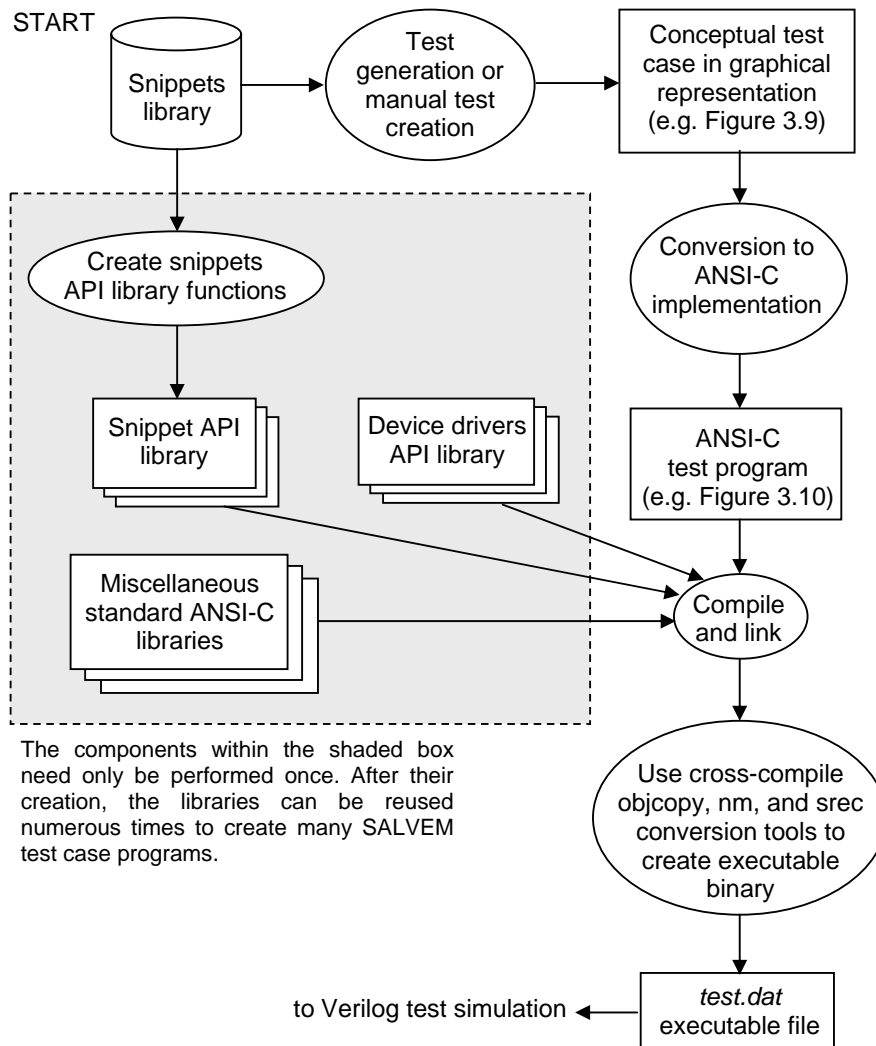 START
Snippets
library
Test
generation or
manual test
creation
Conceptual test
case in graphical
representation
(e.g. Figure 3.9)
Create snippets
API library functions
Conversion to
ANSI-C
implementation
Snippet API
library
Device drivers
API library
ANSI-C
test program
(e.g. Figure 3.10)
Miscellaneous
standard ANSI-C
libraries
Compile
and link
The components within the shaded box
need only be performed once. After their
creation, the libraries can be reused
numerous times to create many SALVEM
test case programs.
Use cross-compile
objcopy, nm, and srec
conversion tools to
create executable
binary
to Verilog test simulation
test.dat
executable file